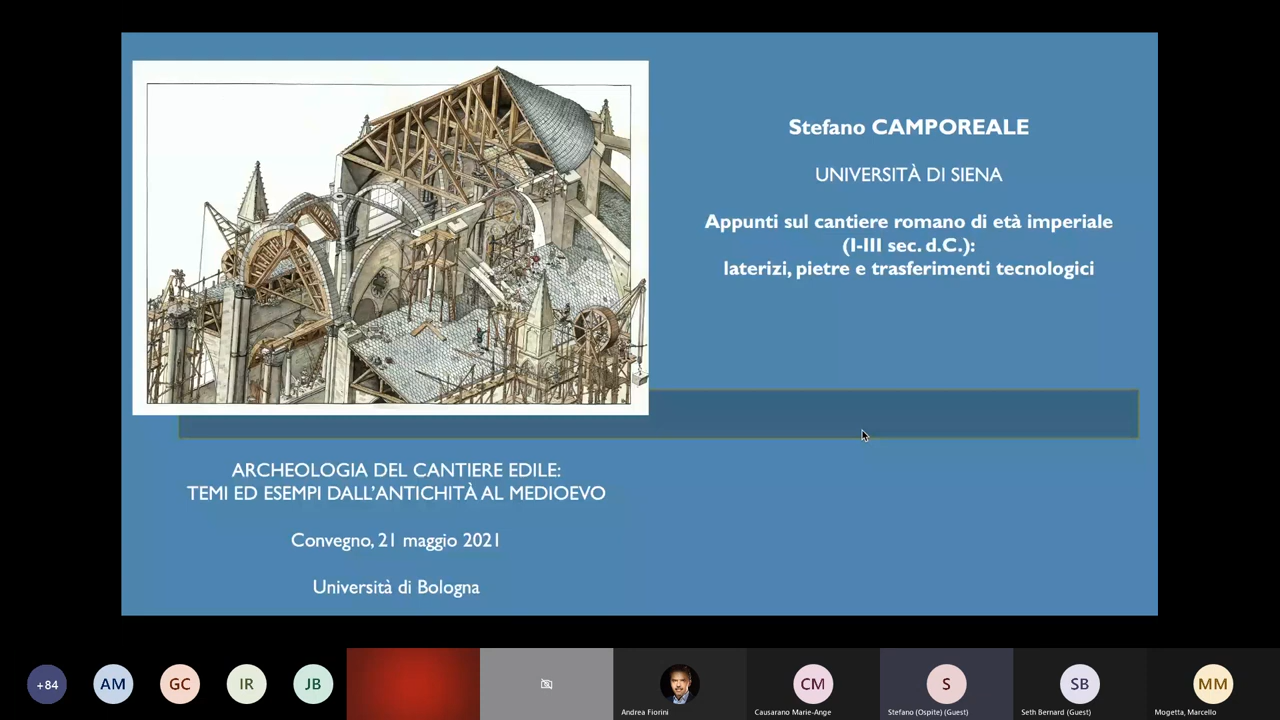 Stefano CAMPOREALE
UNIVERSITÀ DI SIENA
Appunti sul cantiere romano di età imperiale
(I-III sec. d.C.):
laterizi, pietre e trasferimenti tecnologici
ARCHEOLOGIA DEL CANTIERE EDILE:
TEMI ED ESEMPI DALL'ANTICHITÀ AL MEDIOEVO
Convegno, 21 maggio 2021
Università di Bologna
+84
AM
GC
IR
JB
CM
S
SB
MM
Andrea Fiorini
Causarano Marie-Ange
Stefano (Ospite) (Guest)
Seth Bernard (Guest)
Mogetta, Marcello